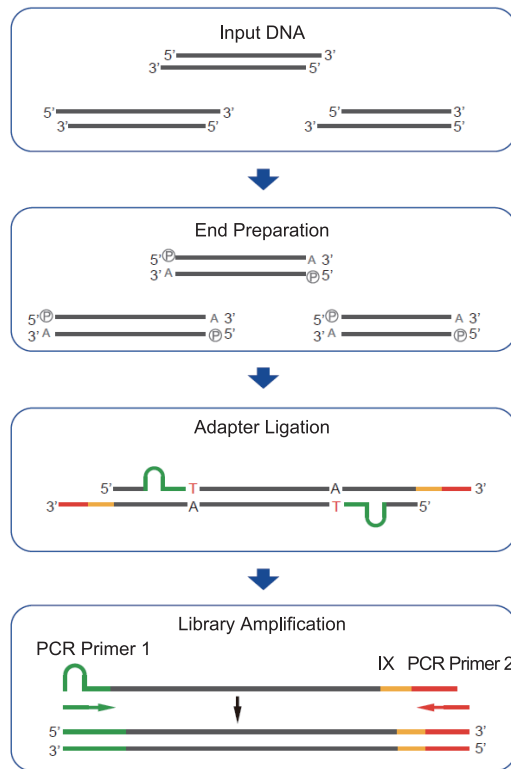 Input DNA
5' 3'
3' 5'
5' 3' 5' 3'
3' 5' 3' 5'
End Preparation
5' P A 3'
3' A P 5'
5' P A 3' 5' P A 3'
3' A P 5' 3' A P 5'
Adapter Ligation
5' T A 3'
3' A T 5'
Library Amplification
PCR Primer 1 IX PCR Primer 2
5' 3'
3' 5'